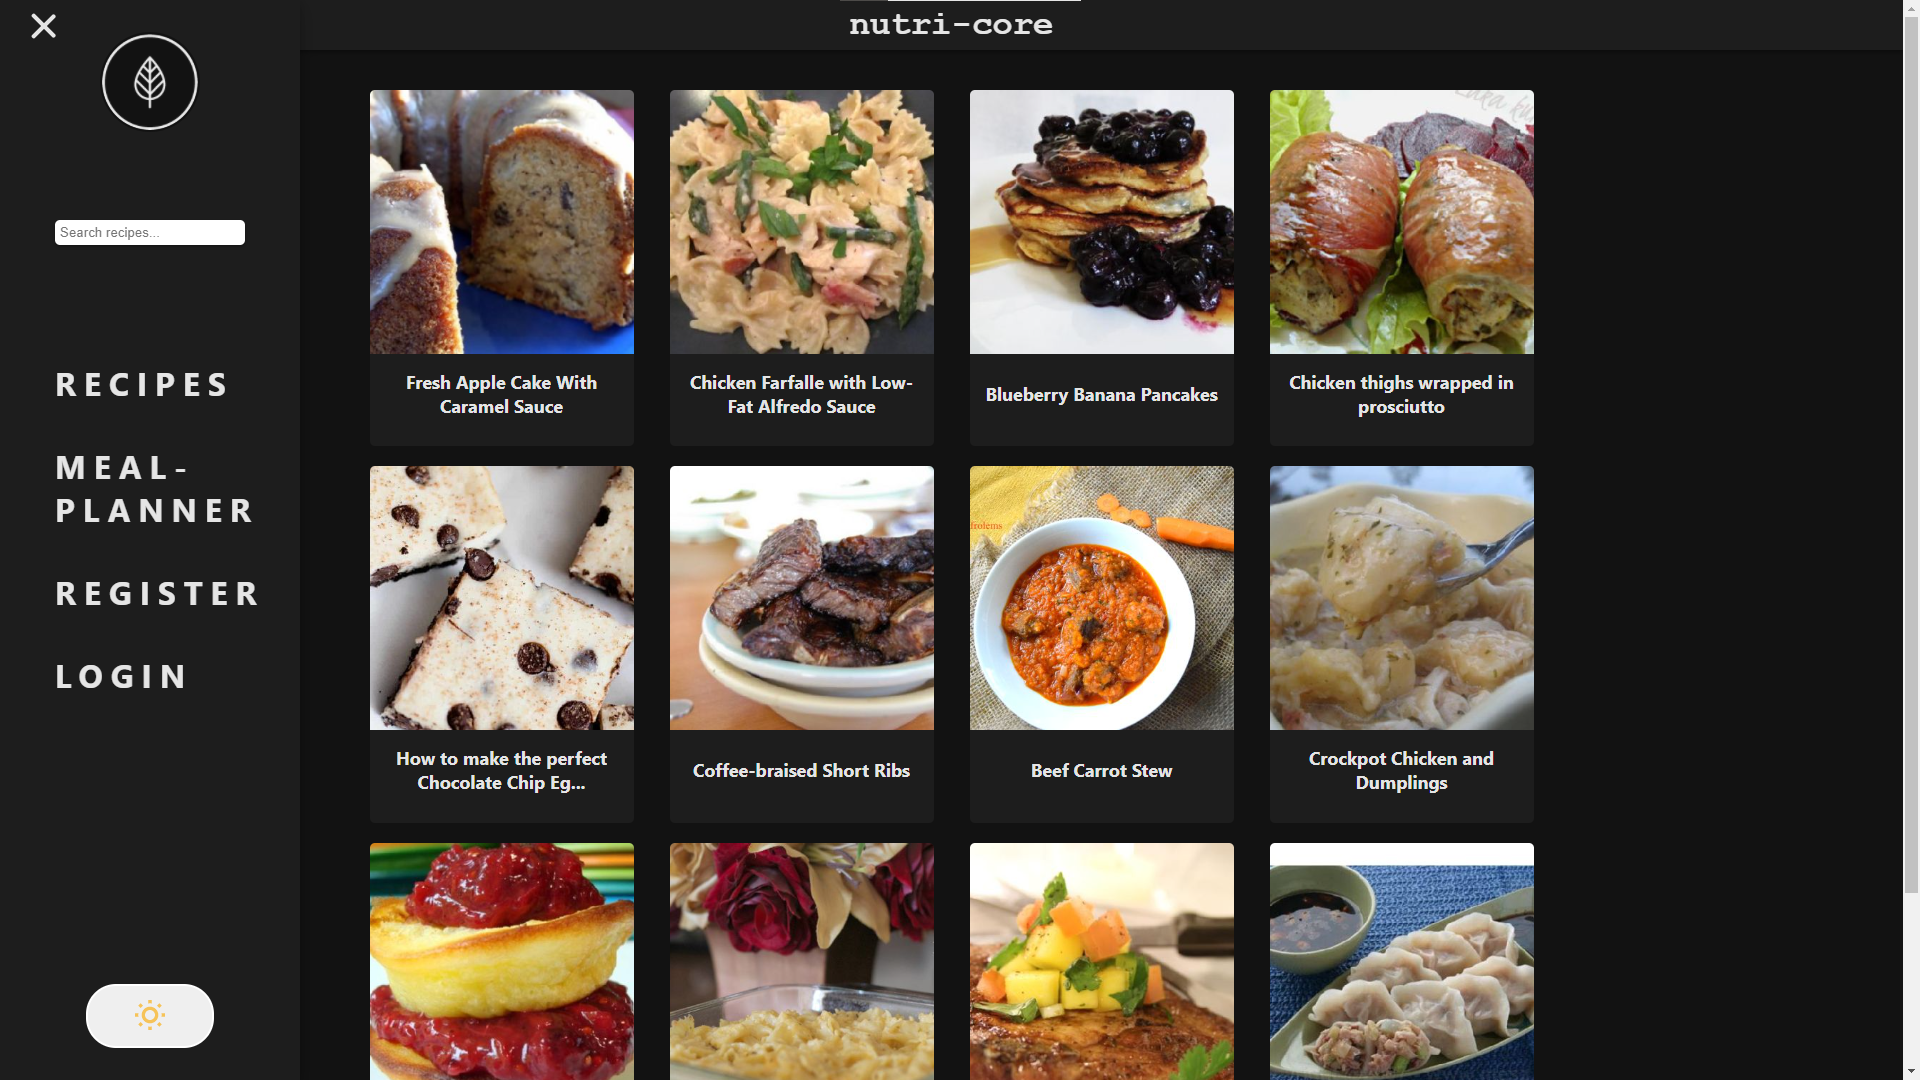 nutri-core
Search recipes...
RECIPES
MEAL-
PLANNER
REGISTER
LOGIN
Fresh Apple Cake With
Caramel Sauce
Chicken Farfalle with Low-
Fat Alfredo Sauce
Blueberry Banana Pancakes
Chicken thighs wrapped in
prosciutto
How to make the perfect
Chocolate Chip Eg...
Coffee-braised Short Ribs
Beef Carrot Stew
Crockpot Chicken and
Dumplings